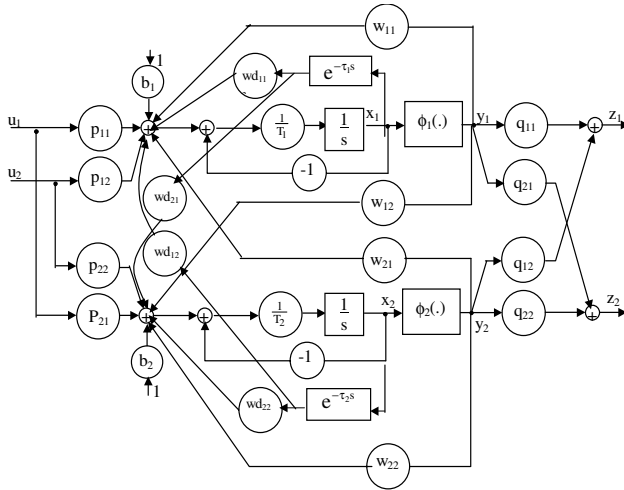 w₁₁
1
b₁
wd₁₁
e^-τ₁s
u₁
p₁₁
1/T₁
1/s
x₁
ϕ₁(.)
y₁
q₁₁
z₁
u₂
p₁₂
-1
q₂₁
wd₂₁
w₁₂
wd₁₂
w₂₁
q₁₂
p₂₂
P₂₁
1/T₂
1/s
x₂
ϕ₂(.)
y₂
q₂₂
z₂
b₂
-1
1
wd₂₂
e^-τ₂s
w₂₂